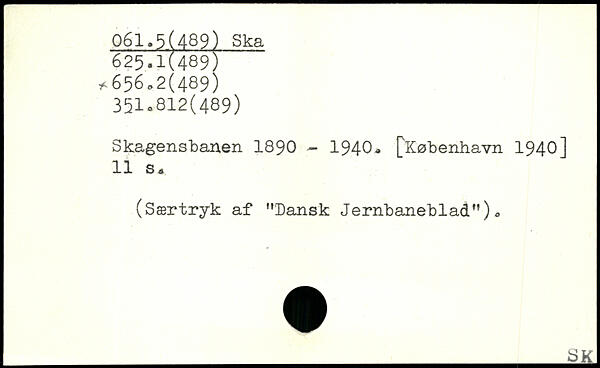 061.5(489) Ska
625.1(489)
×656.2(489)
351.812(489)
Skagensbanen 1890 - 1940. [København 1940]
11 s.
(Særtryk af "Dansk Jernbaneblad").
SK